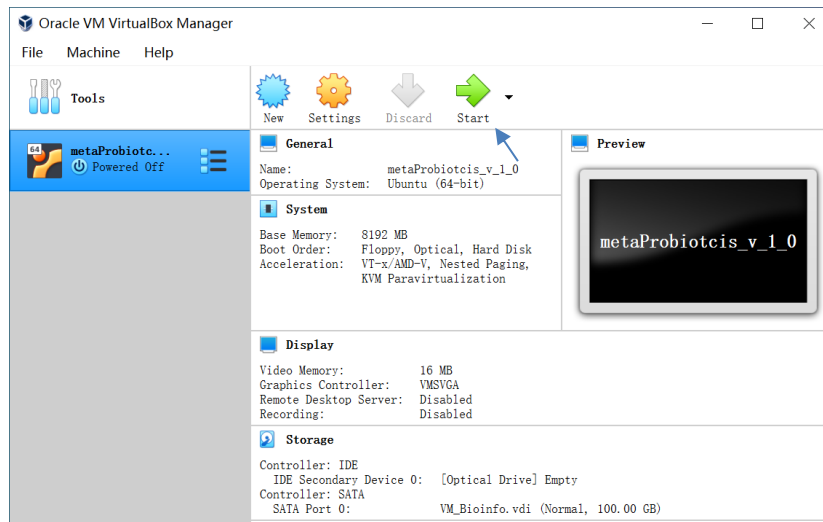 Oracle VM VirtualBox Manager
File Machine Help
Tools
New Settings Discard Start
64
metaProbiotc...
Powered Off
General
Name: metaProbiotcis_v_1_0
Operating System: Ubuntu (64-bit)
System
Base Memory: 8192 MB
Boot Order: Floppy, Optical, Hard Disk
Acceleration: VT-x/AMD-V, Nested Paging,
KVM Paravirtualization
Preview
metaProbiotcis_v_1_0
Display
Video Memory: 16 MB
Graphics Controller: VMSVGA
Remote Desktop Server: Disabled
Recording: Disabled
Storage
Controller: IDE
IDE Secondary Device 0: [Optical Drive] Empty
Controller: SATA
SATA Port 0: VM_Bioinfo.vdi (Normal, 100.00 GB)